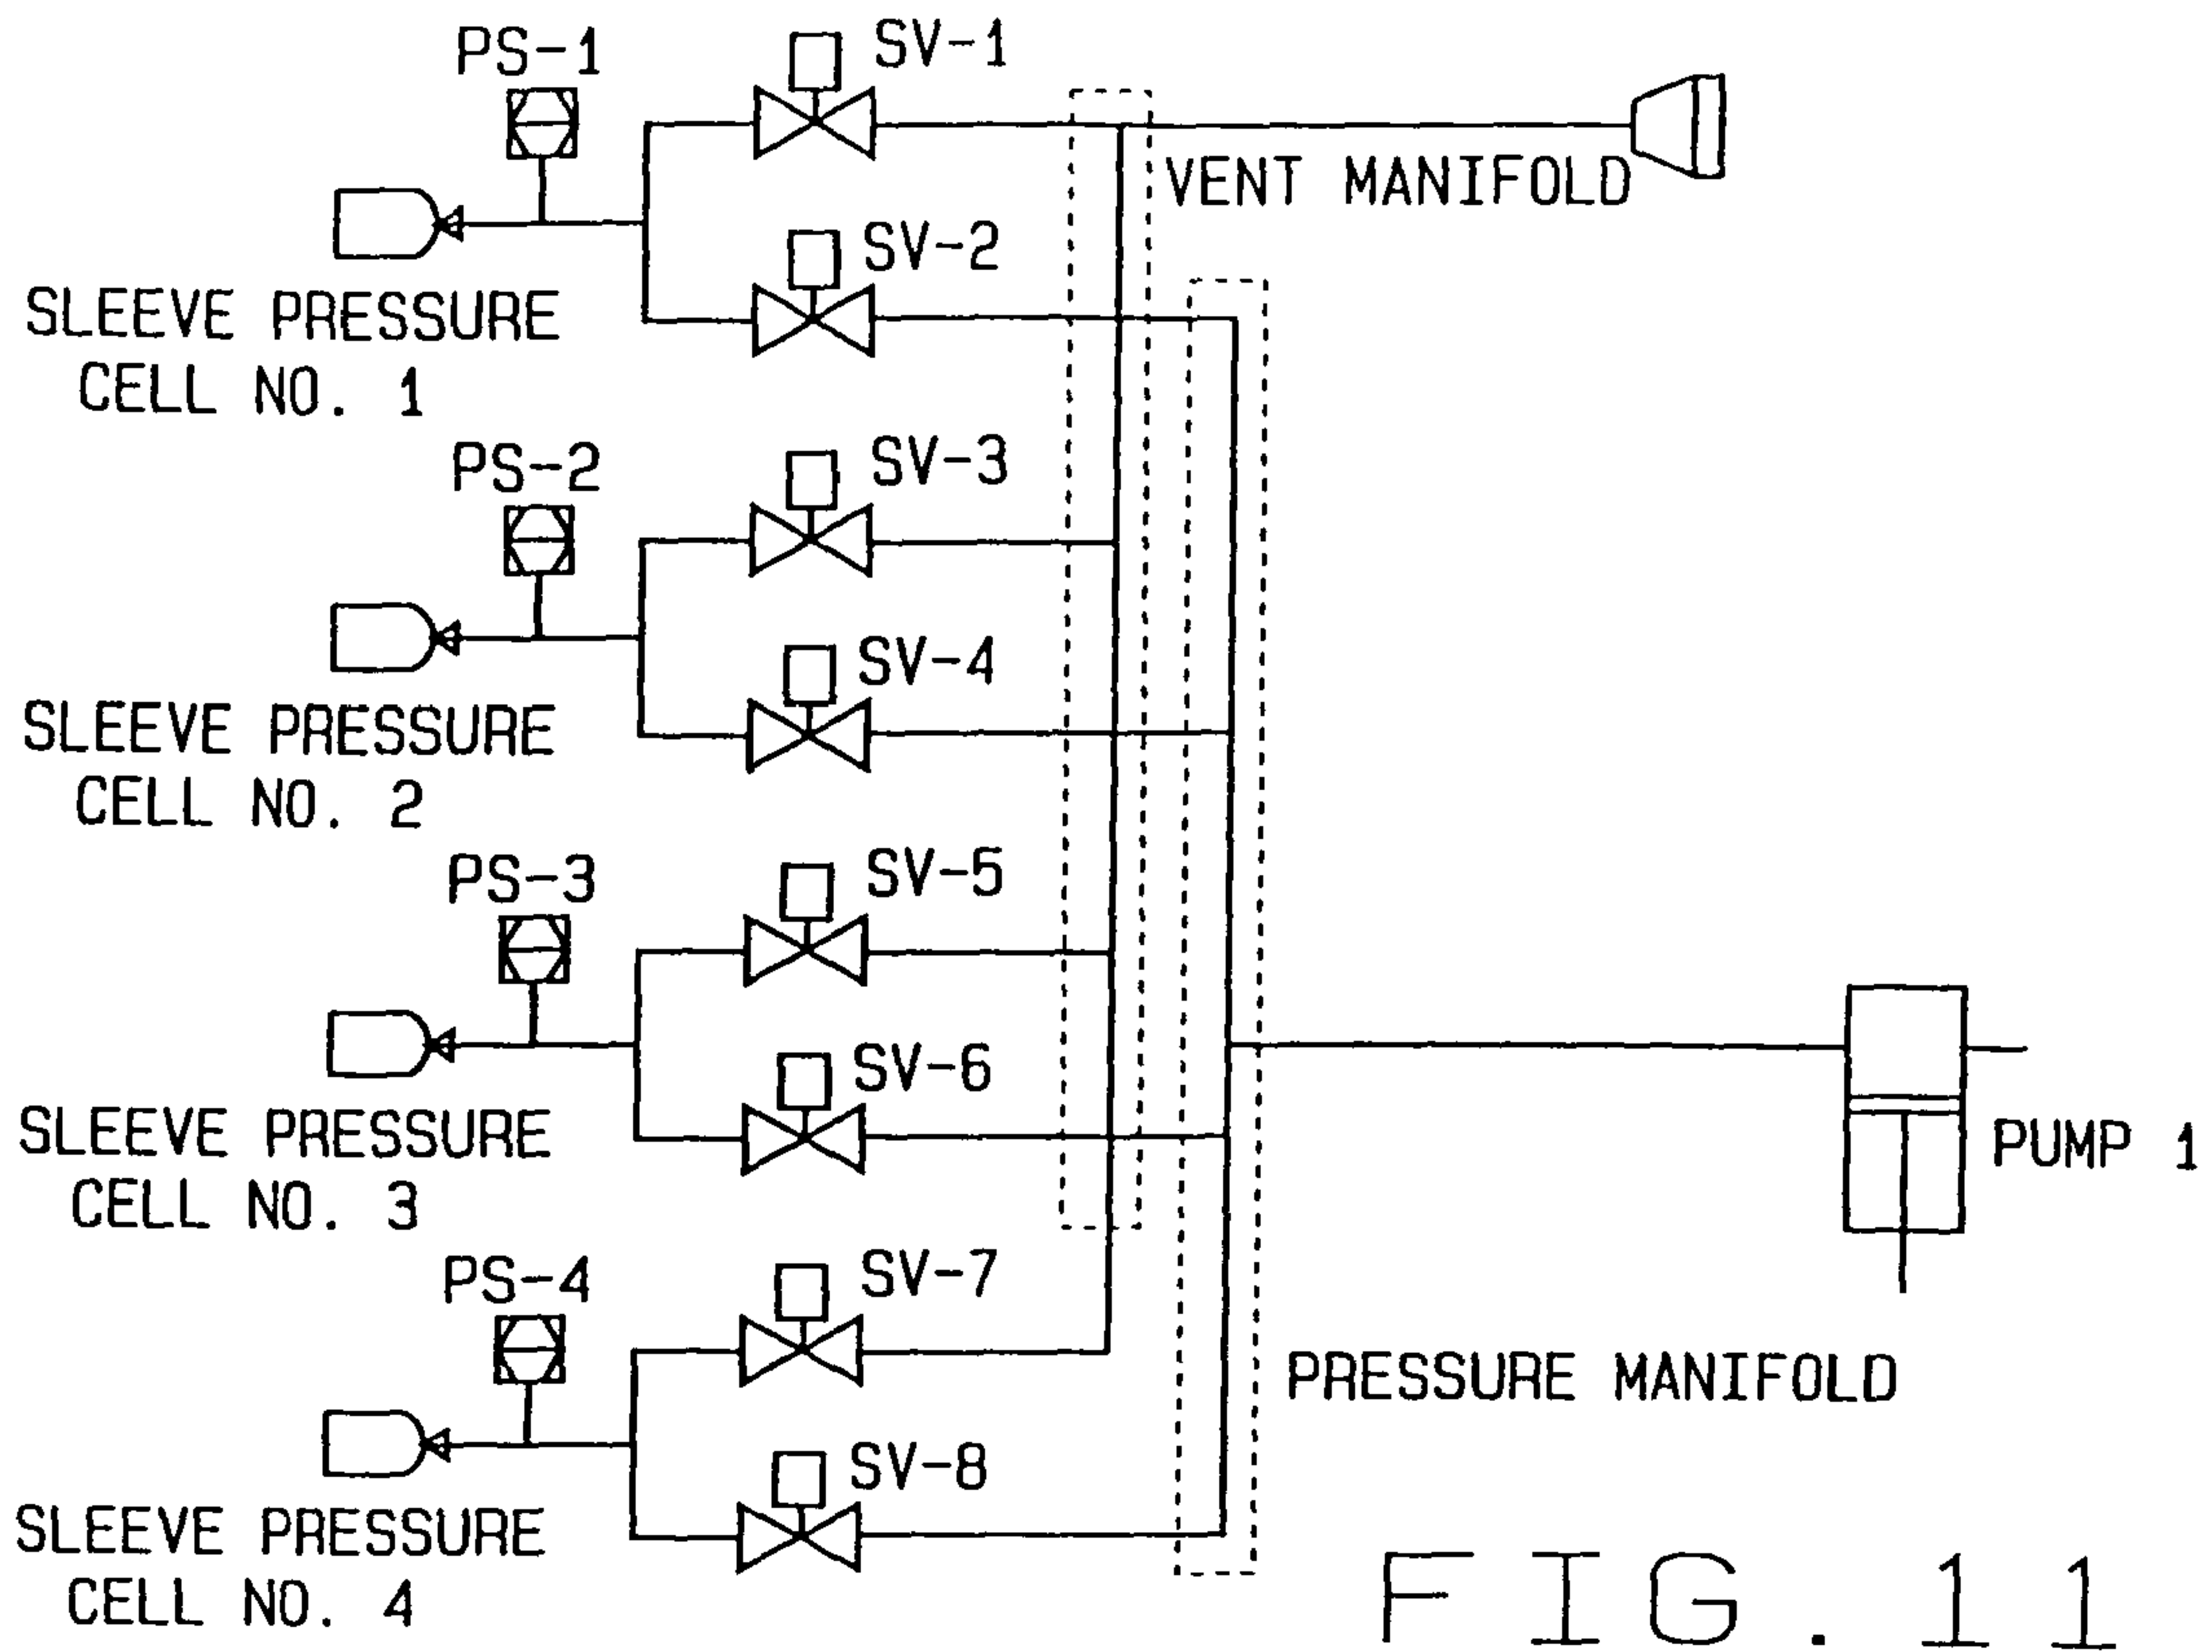 PS-1
SV-1
VENT MANIFOLD
SV-2
SLEEVE PRESSURE
CELL NO. 1
PS-2
SV-3
SV-4
SLEEVE PRESSURE
CELL NO. 2
PS-3
SV-5
SV-6
PUMP 1
SLEEVE PRESSURE
CELL NO. 3
PS-4
SV-7
PRESSURE MANIFOLD
SV-8
SLEEVE PRESSURE
CELL NO. 4
FIG. 11